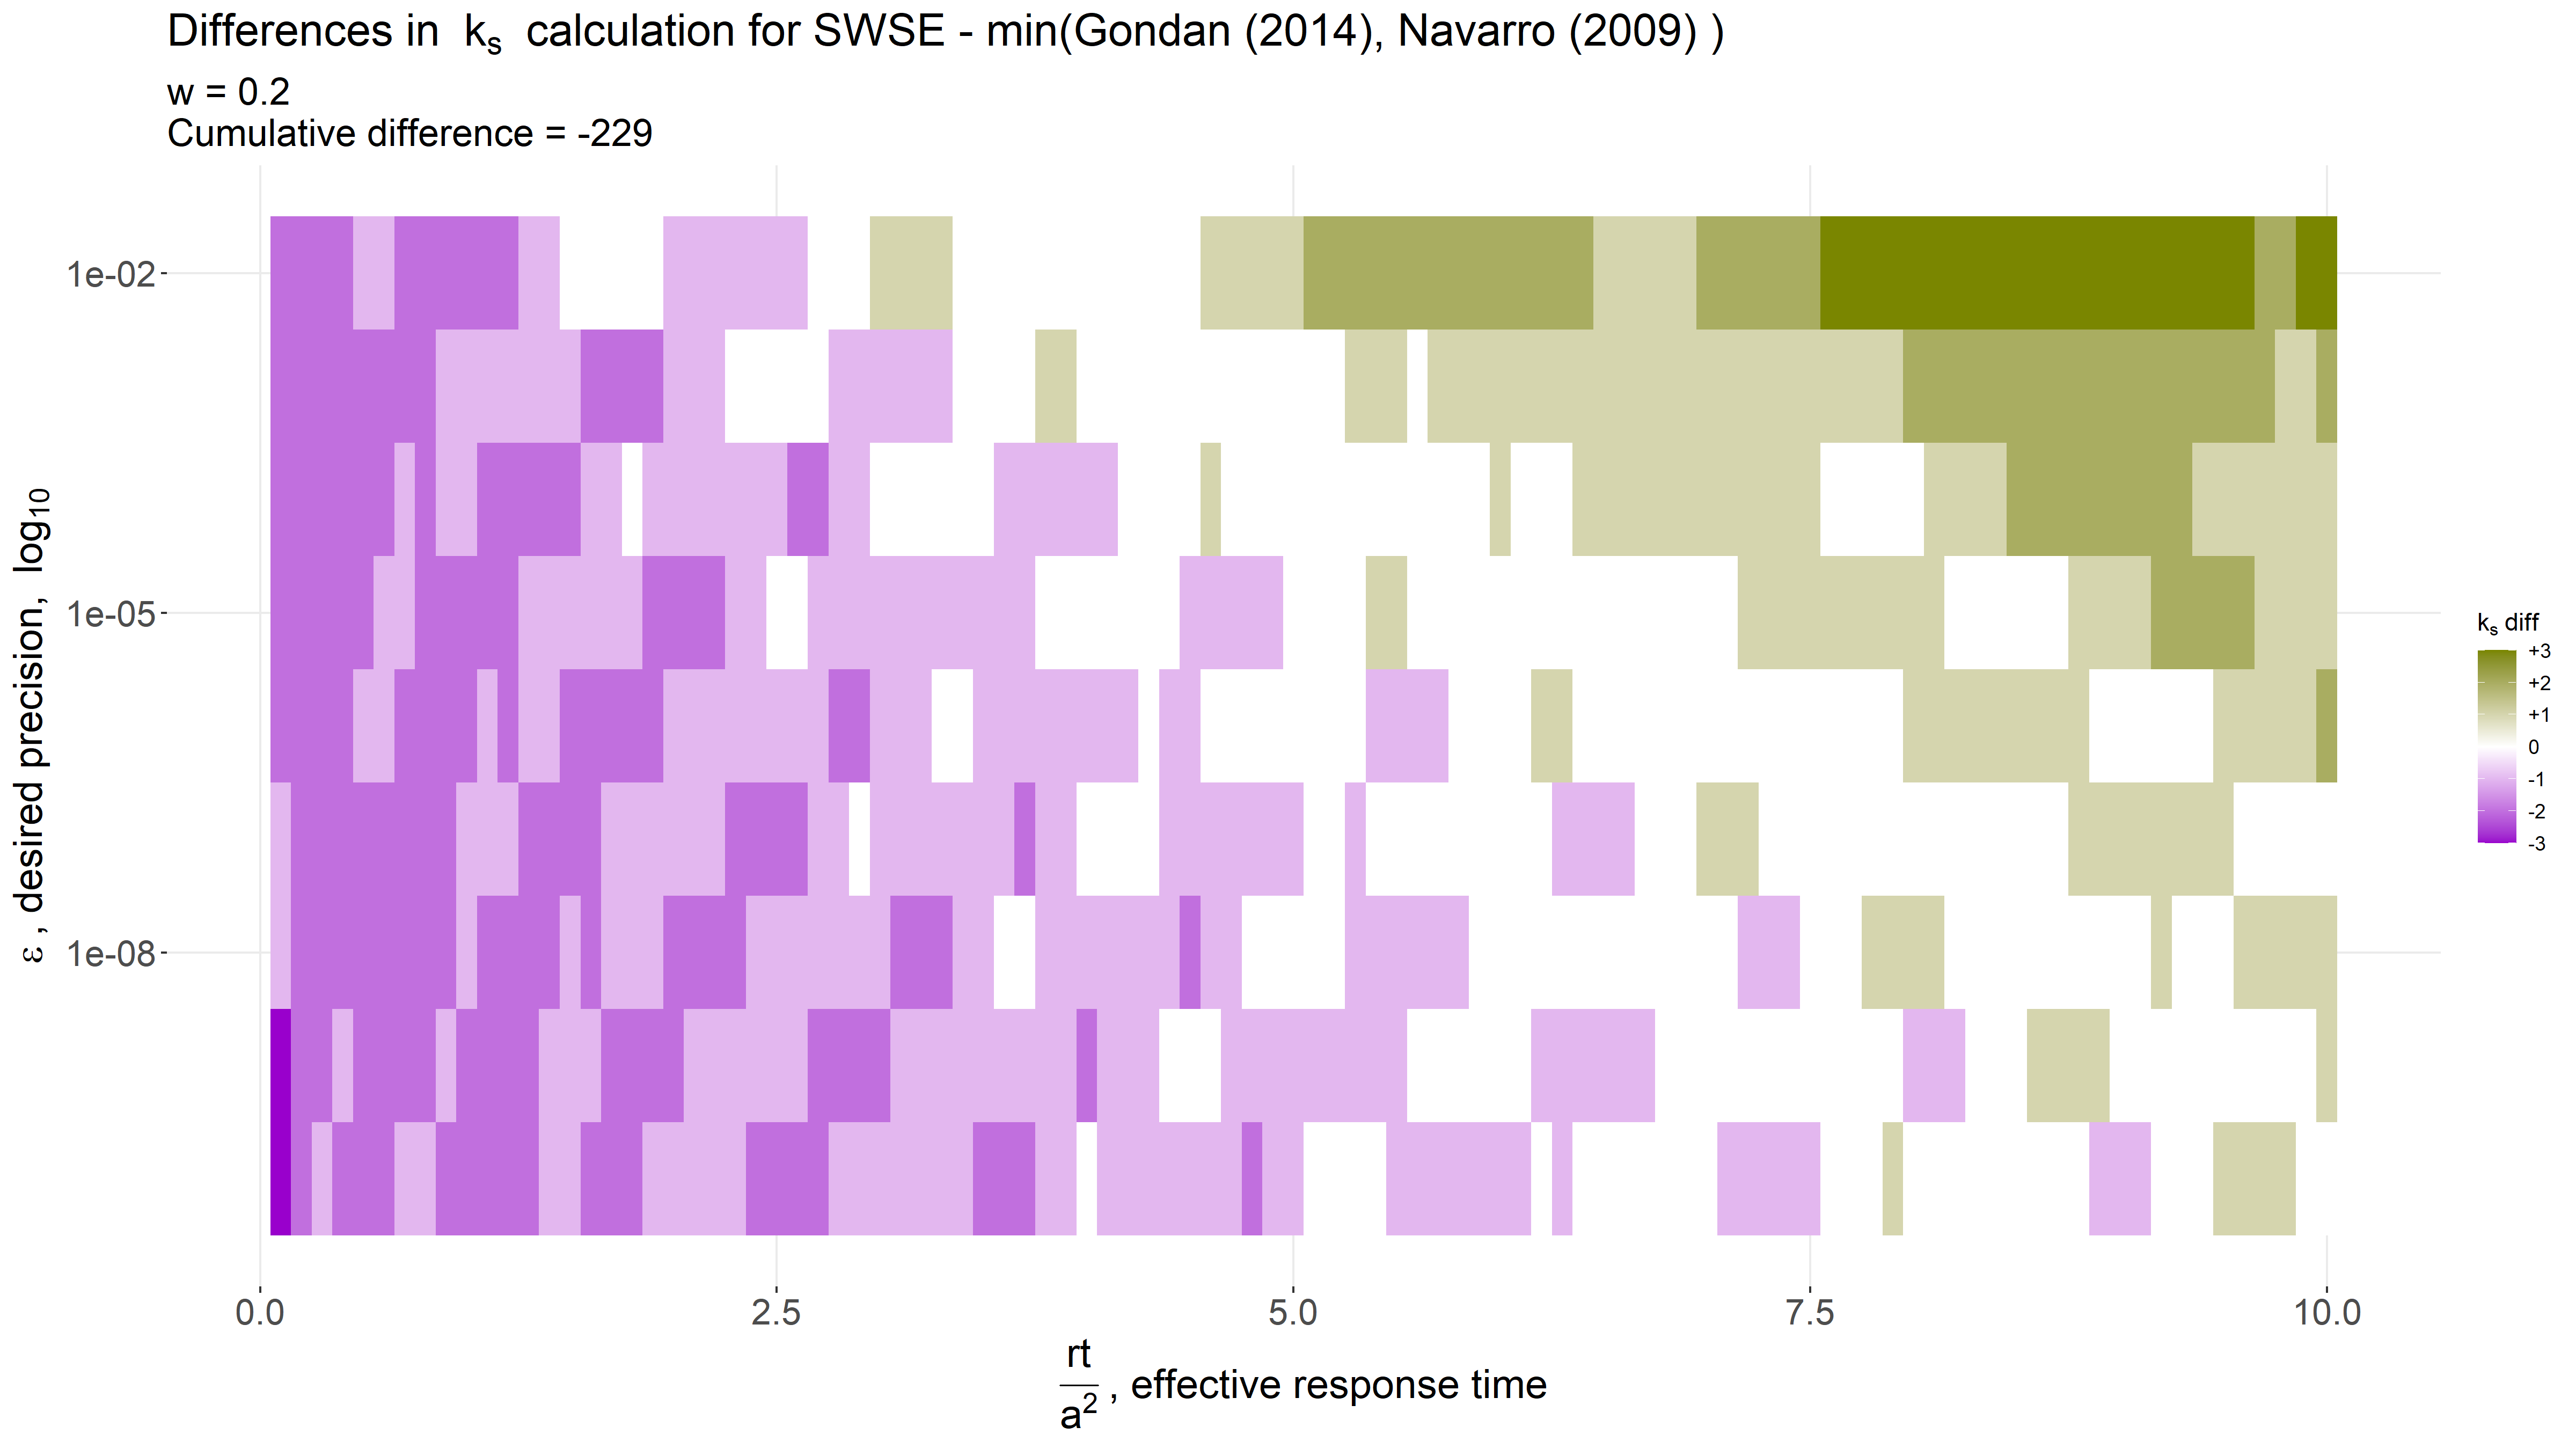 Differences in ks calculation for SWSE - min(Gondan (2014), Navarro (2009) )
w = 0.2
Cumulative difference = -229
ε , desired precision, log10
1e-02
1e-05
1e-08
0.0 2.5 5.0 7.5 10.0
rt
a2 , effective response time
ks diff
+3
+2
+1
0
-1
-2
-3